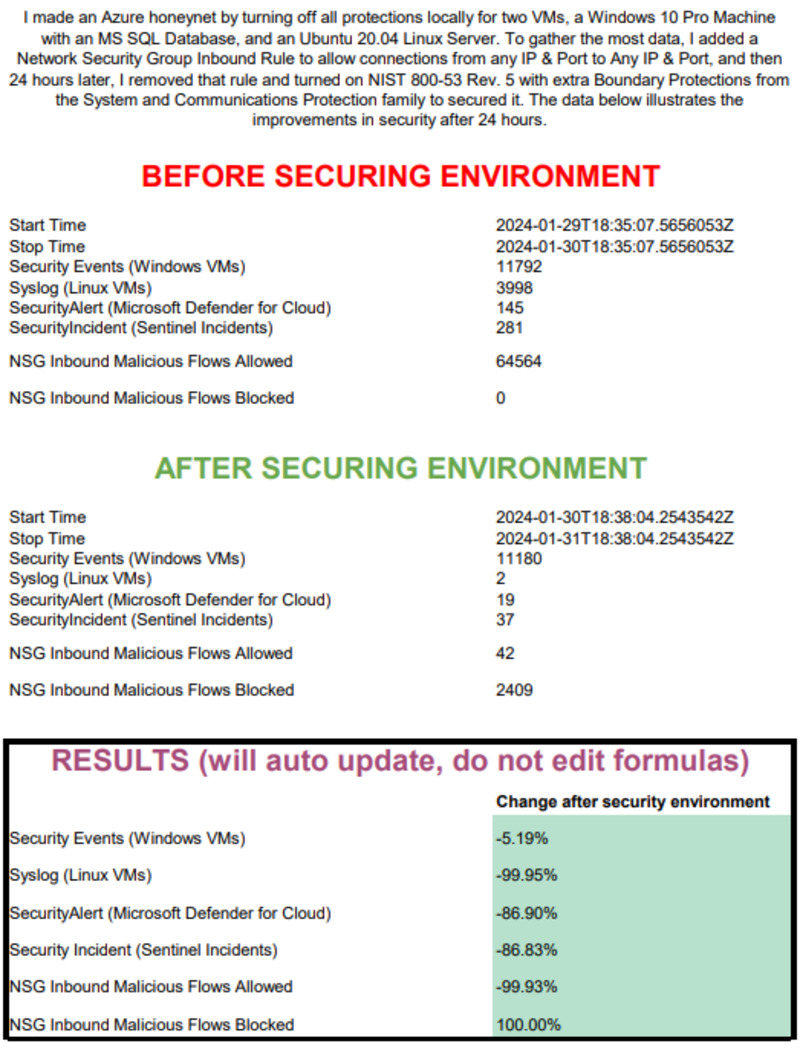 I made an Azure honeynet by turning off all protections locally for two VMs, a Windows 10 Pro Machine
with an MS SQL Database, and an Ubuntu 20.04 Linux Server. To gather the most data, I added a
Network Security Group Inbound Rule to allow connections from any IP & Port to Any IP & Port, and then
24 hours later, I removed that rule and turned on NIST 800-53 Rev. 5 with extra Boundary Protections from
the System and Communications Protection family to secured it. The data below illustrates the
improvements in security after 24 hours.
BEFORE SECURING ENVIRONMENT
Start Time 2024-01-29T18:35:07.5656053Z
Stop Time 2024-01-30T18:35:07.5656053Z
Security Events (Windows VMs) 11792
Syslog (Linux VMs) 3998
SecurityAlert (Microsoft Defender for Cloud) 145
SecurityIncident (Sentinel Incidents) 281
NSG Inbound Malicious Flows Allowed 64564
NSG Inbound Malicious Flows Blocked 0
AFTER SECURING ENVIRONMENT
Start Time 2024-01-30T18:38:04.2543542Z
Stop Time 2024-01-31T18:38:04.2543542Z
Security Events (Windows VMs) 11180
Syslog (Linux VMs) 2
SecurityAlert (Microsoft Defender for Cloud) 19
SecurityIncident (Sentinel Incidents) 37
NSG Inbound Malicious Flows Allowed 42
NSG Inbound Malicious Flows Blocked 2409
RESULTS (will auto update, do not edit formulas)
Change after security environment
Security Events (Windows VMs) -5.19%
Syslog (Linux VMs) -99.95%
SecurityAlert (Microsoft Defender for Cloud) -86.90%
Security Incident (Sentinel Incidents) -86.83%
NSG Inbound Malicious Flows Allowed -99.93%
NSG Inbound Malicious Flows Blocked 100.00%